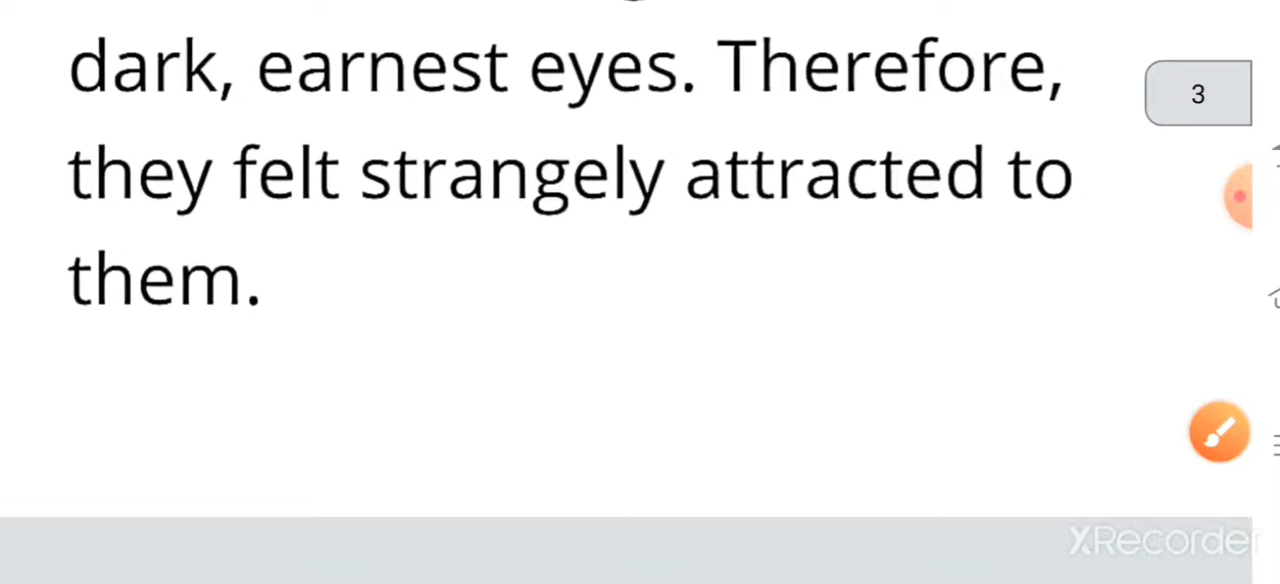 dark, earnest eyes. Therefore,
3
they felt strangely attracted to
them.
XRecorder